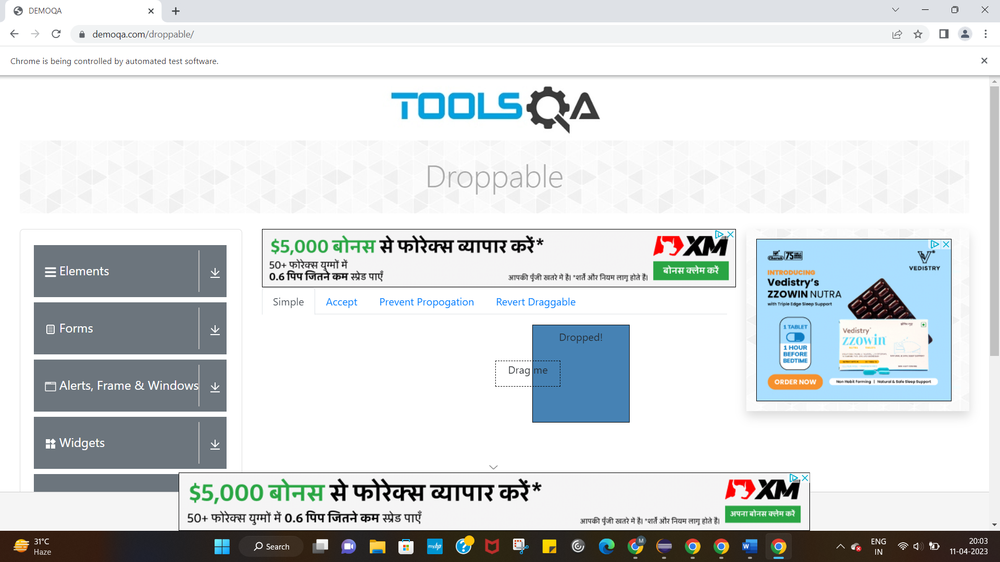 DEMOQA
demoqa.com/droppable/
Chrome is being controlled by automated test software.
TOOLSQA
Droppable
Elements
Forms
Alerts, Frame & Windows
Widgets
$5,000 बोनस से फोरेक्स व्यापार करें*
50+ फोरेक्स युग्मों में
0.6 पिप जितने कम स्प्रेड पाएँ
आपकी पूँजी खतरे में है। *शर्तें और नियम लागू होते हैं।
XM
बोनस क्लेम करें
Simple Accept Prevent Propogation Revert Draggable
Dropped!
Drag me
75
VEDISTRY
INTRODUCING
Vedistry's
ZZOWIN NUTRA
with Triple Edge Sleep Support
1 TABLET
1 HOUR
BEFORE
BEDTIME
Vedistry
zzowin
ORDER NOW
Non Habit Forming | Natural & Safe Sleep Support
$5,000 बोनस से फोरेक्स व्यापार करें*
50+ फोरेक्स युग्मों में 0.6 पिप जितने कम स्प्रेड पाएँ
आपकी पूँजी खतरे में है। *शर्तें और नियम लागू होते हैं।
XM
अपना बोनस क्लेम करें
31°C
Haze
Search
myhp
M
W
ENG
IN
20:03
11-04-2023